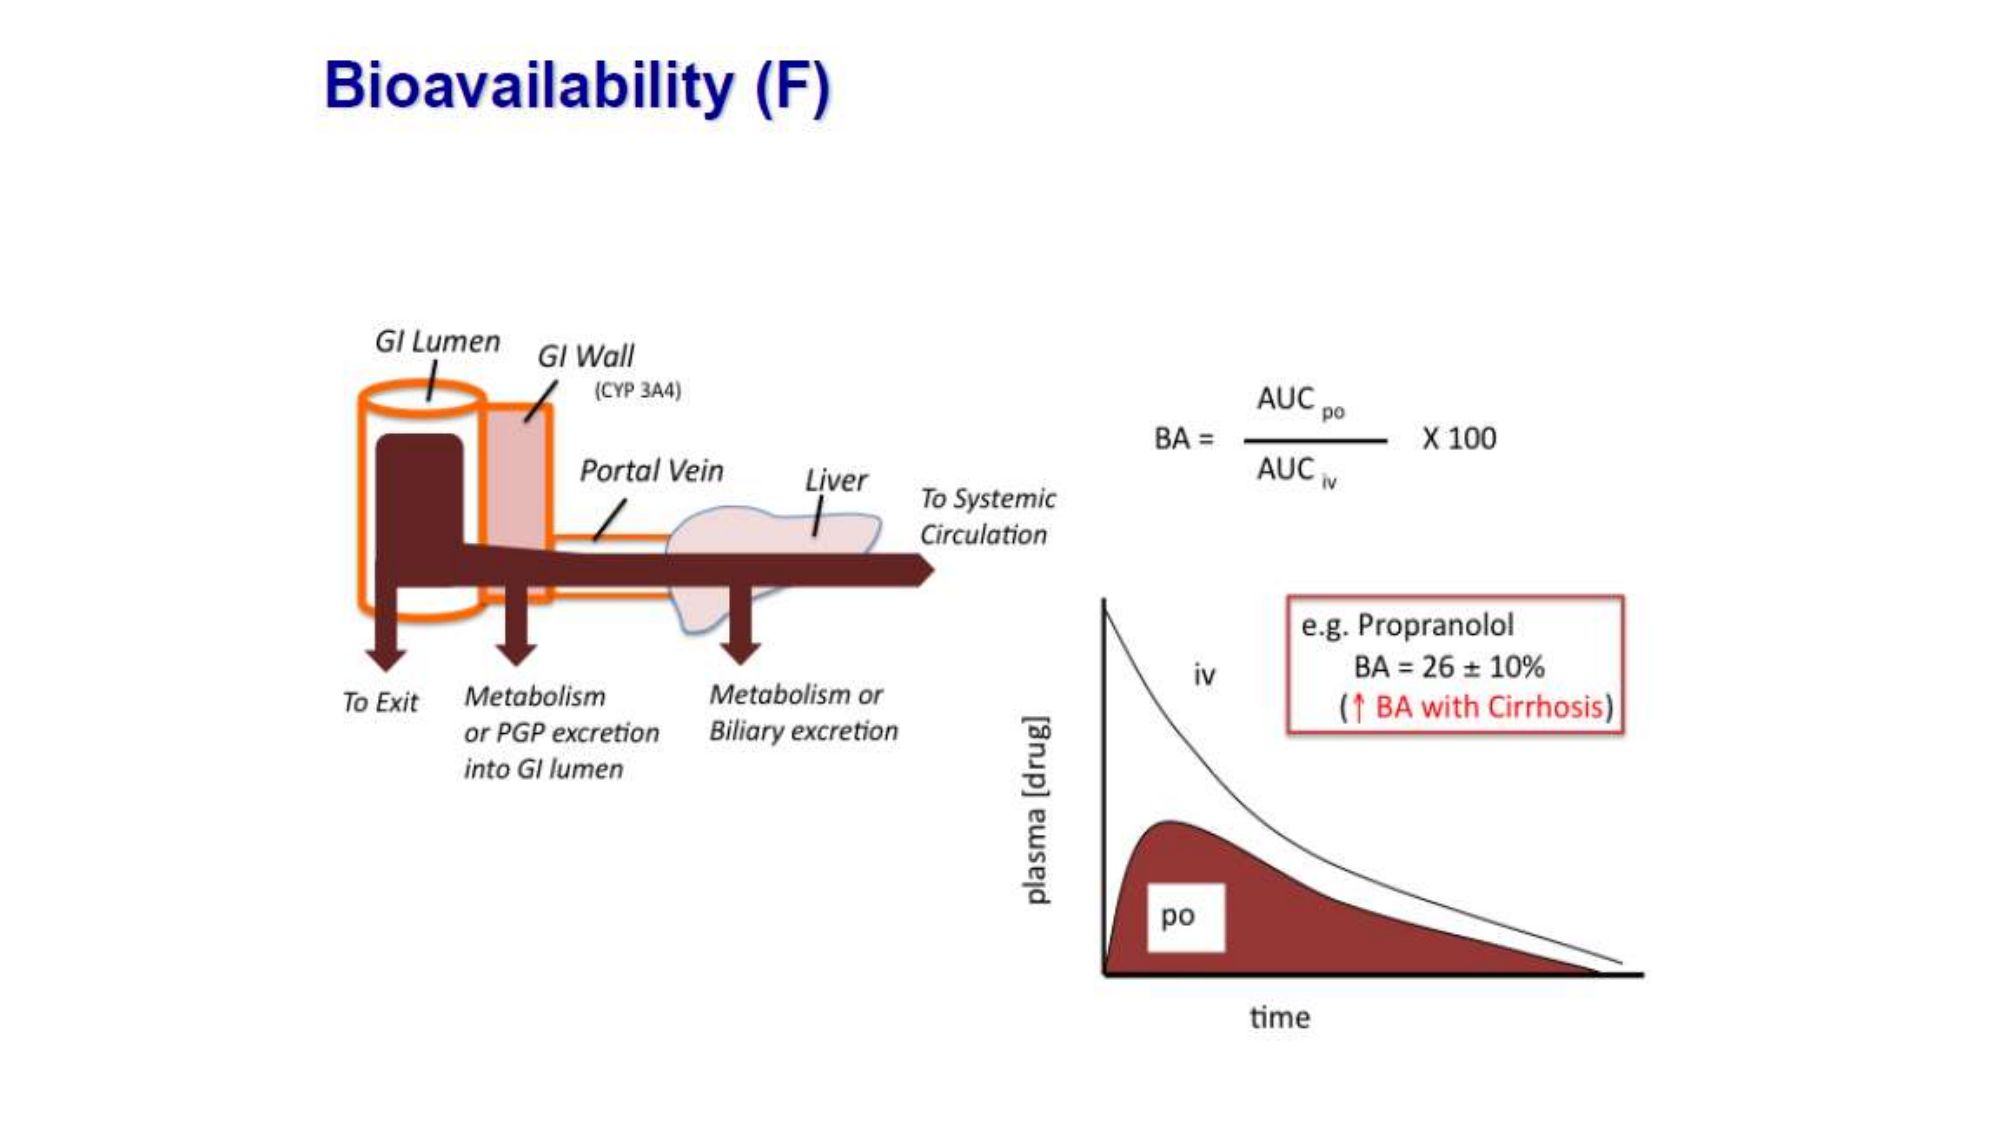 Bioavailability (F)
GI Lumen
GI Wall
(CYP 3A4)
Portal Vein
Liver
To Systemic
Circulation
To Exit
Metabolism
or PGP excretion
into GI lumen
Metabolism or
Biliary excretion
AUC po
BA = X 100
AUC iv
e.g. Propranolol
BA = 26 ± 10%
(↑ BA with Cirrhosis)
iv
plasma [drug]
po
time